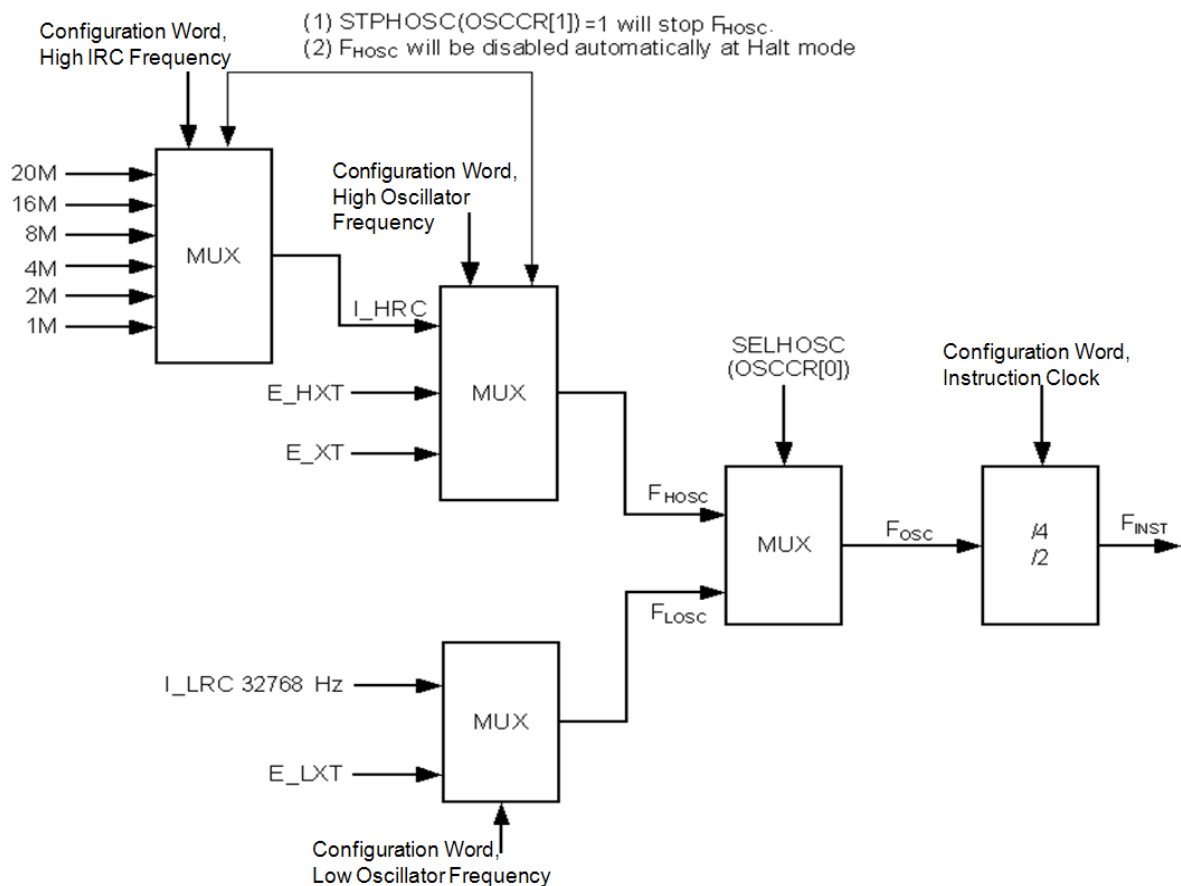 Configuration Word,
High IRC Frequency
(1) STPHOSC(OSCCR[1])=1 will stop FHOSC.
(2) FHOSC will be disabled automatically at Halt mode
20M
16M
8M
4M
2M
1M
MUX
Configuration Word,
High Oscillator
Frequency
I_HRC
E_HXT
E_XT
MUX
SELHOSC
(OSCCR[0])
Configuration Word,
Instruction Clock
FHOSC
FLOSC
MUX
FOSC
/4
/2
FINST
I_LRC 32768 Hz
E_LXT
MUX
Configuration Word,
Low Oscillator Frequency